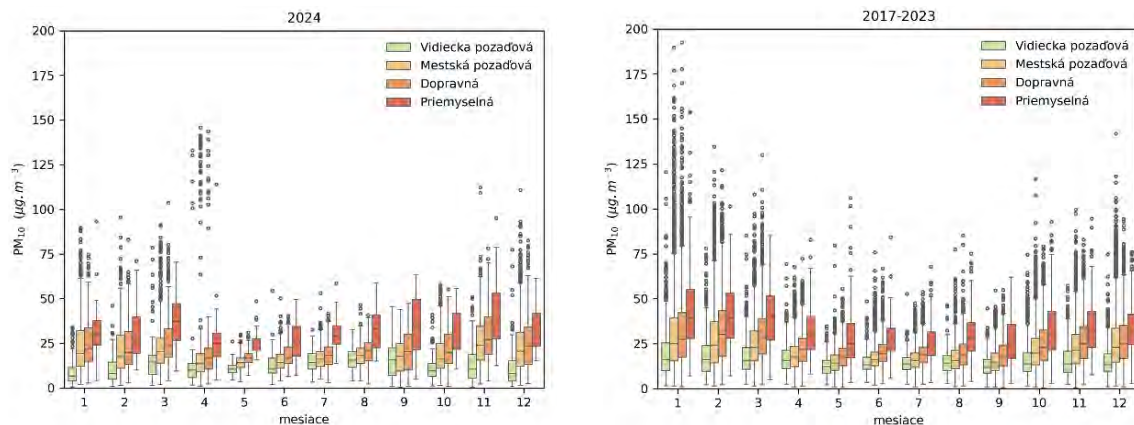 2024
200
175
150
125
100
75
50
25
0
PM10 (μg.m−3)
Vidiecka pozaďová
Mestská pozaďová
Dopravná
Priemyselná
1 2 3 4 5 6 7 8 9 10 11 12
mesiace
2017-2023
200
175
150
125
100
75
50
25
0
PM10 (μg.m−3)
Vidiecka pozaďová
Mestská pozaďová
Dopravná
Priemyselná
1 2 3 4 5 6 7 8 9 10 11 12
mesiace